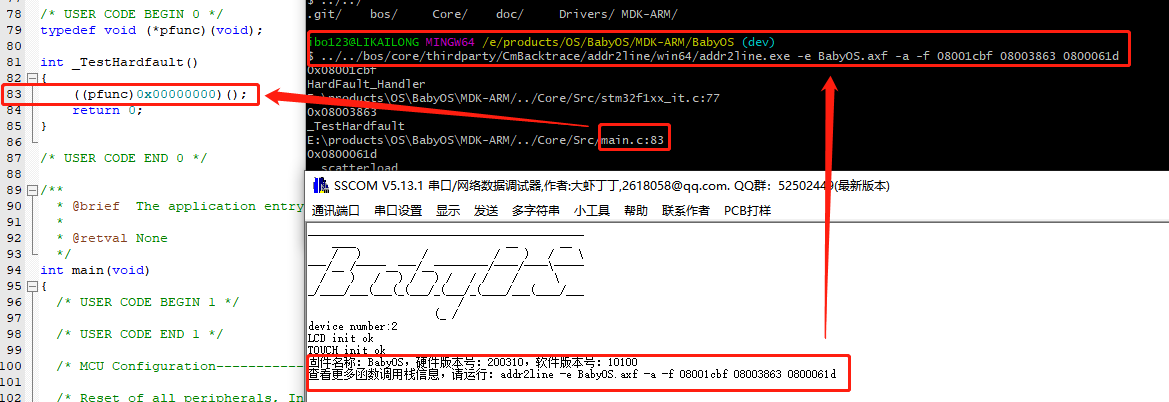 78 /* USER CODE BEGIN 0 */
79 typedef void (*pfunc)(void);
80
81 int _TestHardfault()
82 {
83     ((pfunc)0x00000000)();
84     return 0;
85 }
86
87 /* USER CODE END 0 */
88
89 /**
90   * @brief  The application entry
91   *
92   * @retval None
93   */
94 int main(void)
95 {
96   /* USER CODE BEGIN 1 */
97
98   /* USER CODE END 1 */
99
100   /* MCU Configuration-------------
101
102   /* Reset of all peripherals, In
$ ../../
.git/    bos/    Core/    doc/    Drivers/ MDK-ARM/
ibo123@LIKAILONG MINGW64 /e/products/OS/BabyOS/MDK-ARM/BabyOS (dev)
$ ../../bos/core/thirdparty/CmBacktrace/addr2line/win64/addr2line.exe -e BabyOS.axf -a -f 08001cbf 08003863 0800061d
0x08001cbf
HardFault_Handler
E:\products\OS\BabyOS\MDK-ARM/../Core/Src/stm32f1xx_it.c:77
0x08003863
_TestHardfault
E:\products\OS\BabyOS\MDK-ARM/../Core/Src/main.c:83
0x0800061d
__scatterload
SSCOM V5.13.1 串口/网络数据调试器,作者:大虾丁丁,2618058@qq.com. QQ群: 52502449(最新版本)
通讯端口 串口设置 显示 发送 多字符串 小工具 帮助 联系作者 PCB打样
BabyOS
device number:2
LCD init ok
TOUCH init ok
固件名称: BabyOS, 硬件版本号: 200310, 软件版本号: 10100
查看更多函数调用栈信息, 请运行: addr2line -e BabyOS.axf -a -f 08001cbf 08003863 0800061d